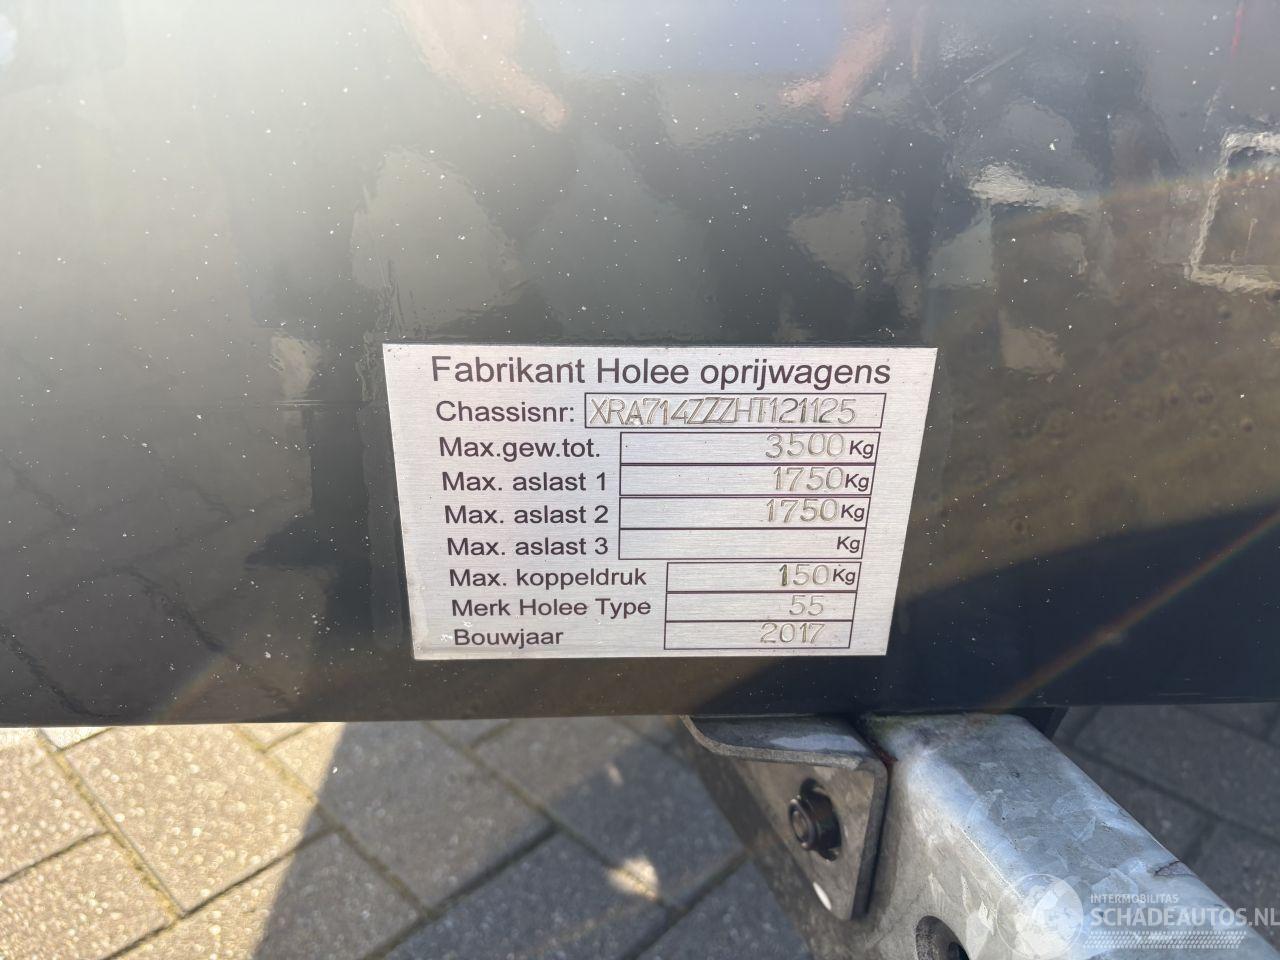 Fabrikant Holee oprijwagens
Chassisnr: XRA714ZZZHT121125
Max.gew.tot. 3500 Kg
Max. aslast 1 1750 Kg
Max. aslast 2 1750 Kg
Max. aslast 3 Kg
Max. koppeldruk 150 Kg
Merk Holee Type 55
Bouwjaar 2017
INTERMOBILITAS
SCHADEAUTOS.NL